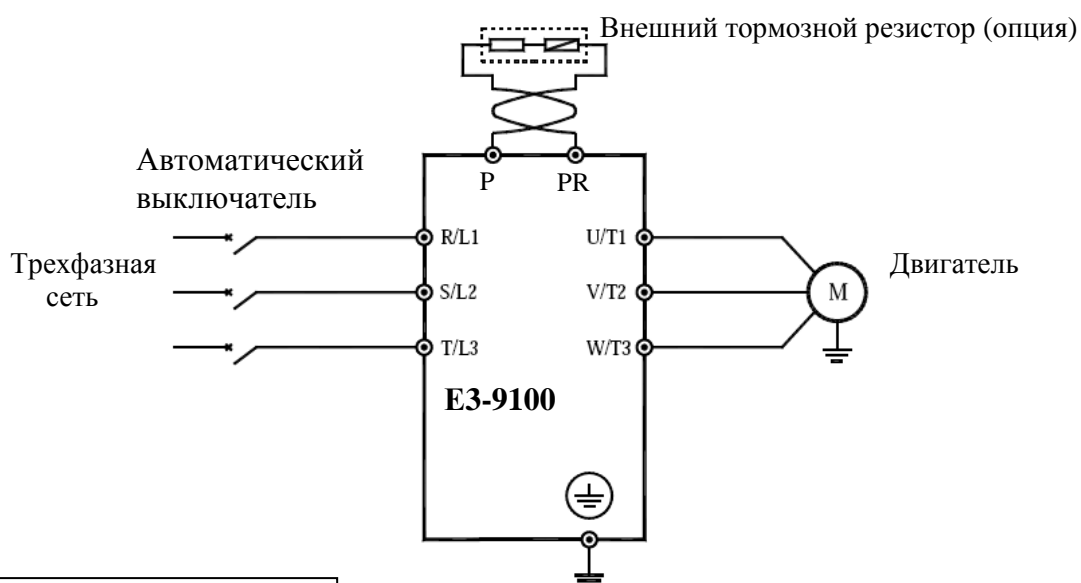 Внешний тормозной резистор (опция)
Автоматический
выключатель
P
PR
R/L1
U/T1
Трехфазная
сеть
S/L2
V/T2
M
Двигатель
T/L3
W/T3
E3-9100